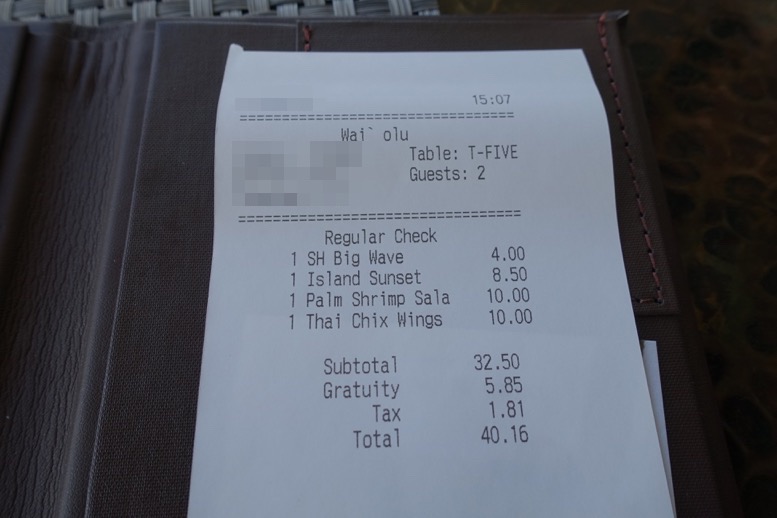 15:07
==================================
Wai` olu
Table: T-FIVE
Guests: 2
==================================
Regular Check
1 SH Big Wave 4.00
1 Island Sunset 8.50
1 Palm Shrimp Sala 10.00
1 Thai Chix Wings 10.00
Subtotal 32.50
Gratuity 5.85
Tax 1.81
Total 40.16